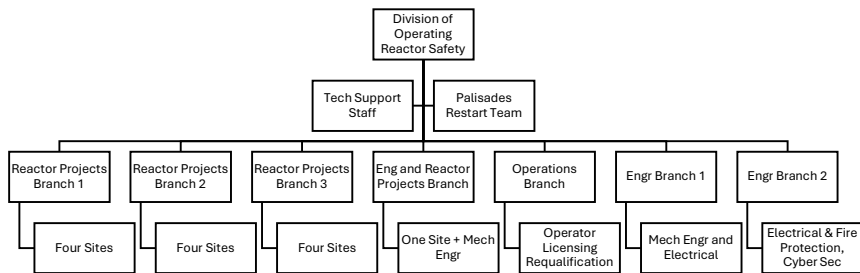 Division of
Operating
Reactor Safety
Tech Support
Staff
Palisades
Restart Team
Reactor Projects
Branch 1
Reactor Projects
Branch 2
Reactor Projects
Branch 3
Eng and Reactor
Projects Branch
Operations
Branch
Engr Branch 1
Engr Branch 2
Four Sites
Four Sites
Four Sites
One Site + Mech
Engr
Operator
Licensing
Requalification
Mech Engr and
Electrical
Electrical & Fire
Protection,
Cyber Sec